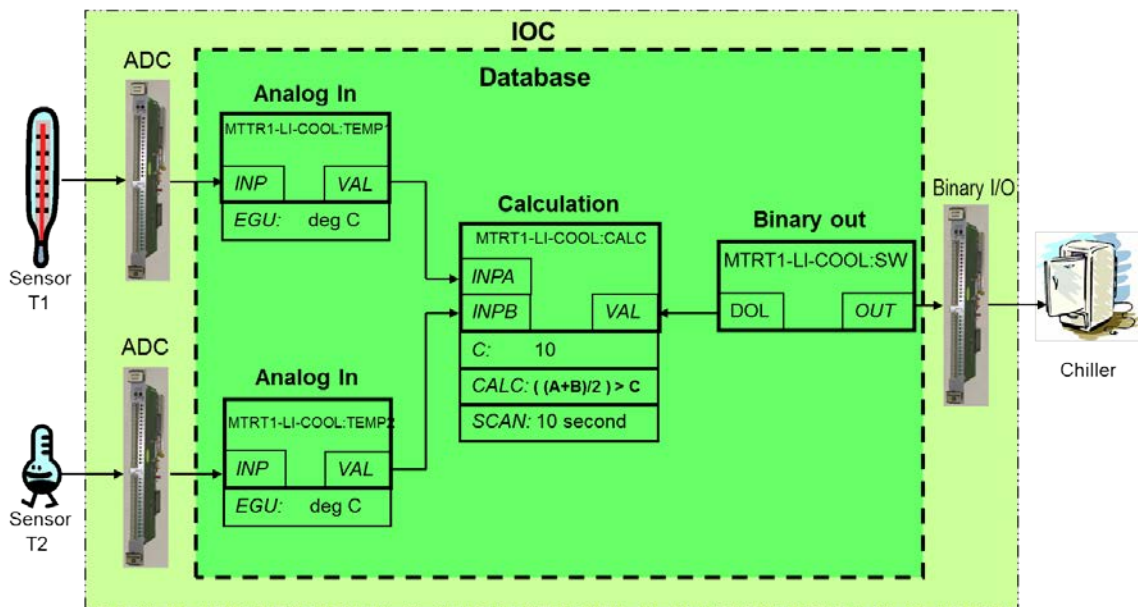 IOC
ADC
Database
Analog In
MTTR1-LI-COOL:TEMP1
INP
VAL
EGU: deg C
Sensor
T1
Calculation
MTRT1-LI-COOL:CALC
INPA
INPB
VAL
C: 10
CALC: ( (A+B)/2 ) > C
SCAN: 10 second
Binary out
MTRT1-LI-COOL:SW
DOL
OUT
Binary I/O
Chiller
ADC
Analog In
MTRT1-LI-COOL:TEMP2
INP
VAL
EGU: deg C
Sensor
T2